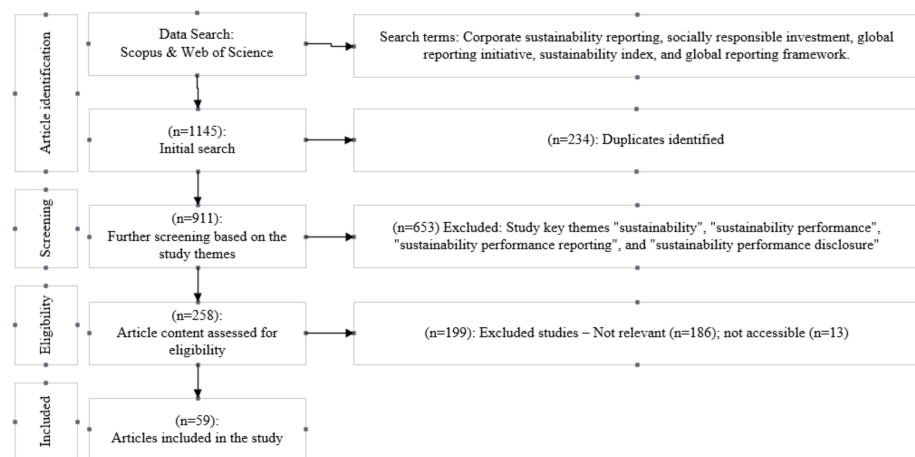 Article identification
Data Search:
Scopus & Web of Science
Search terms: Corporate sustainability reporting, socially responsible investment, global
reporting initiative, sustainability index, and global reporting framework.
(n=1145):
Initial search
(n=234): Duplicates identified
Screening
(n=911):
Further screening based on the
study themes
(n=653) Excluded: Study key themes "sustainability", "sustainability performance",
"sustainability performance reporting", and "sustainability performance disclosure"
Eligibility
(n=258):
Article content assessed for
eligibility
(n=199): Excluded studies – Not relevant (n=186); not accessible (n=13)
Included
(n=59):
Articles included in the study